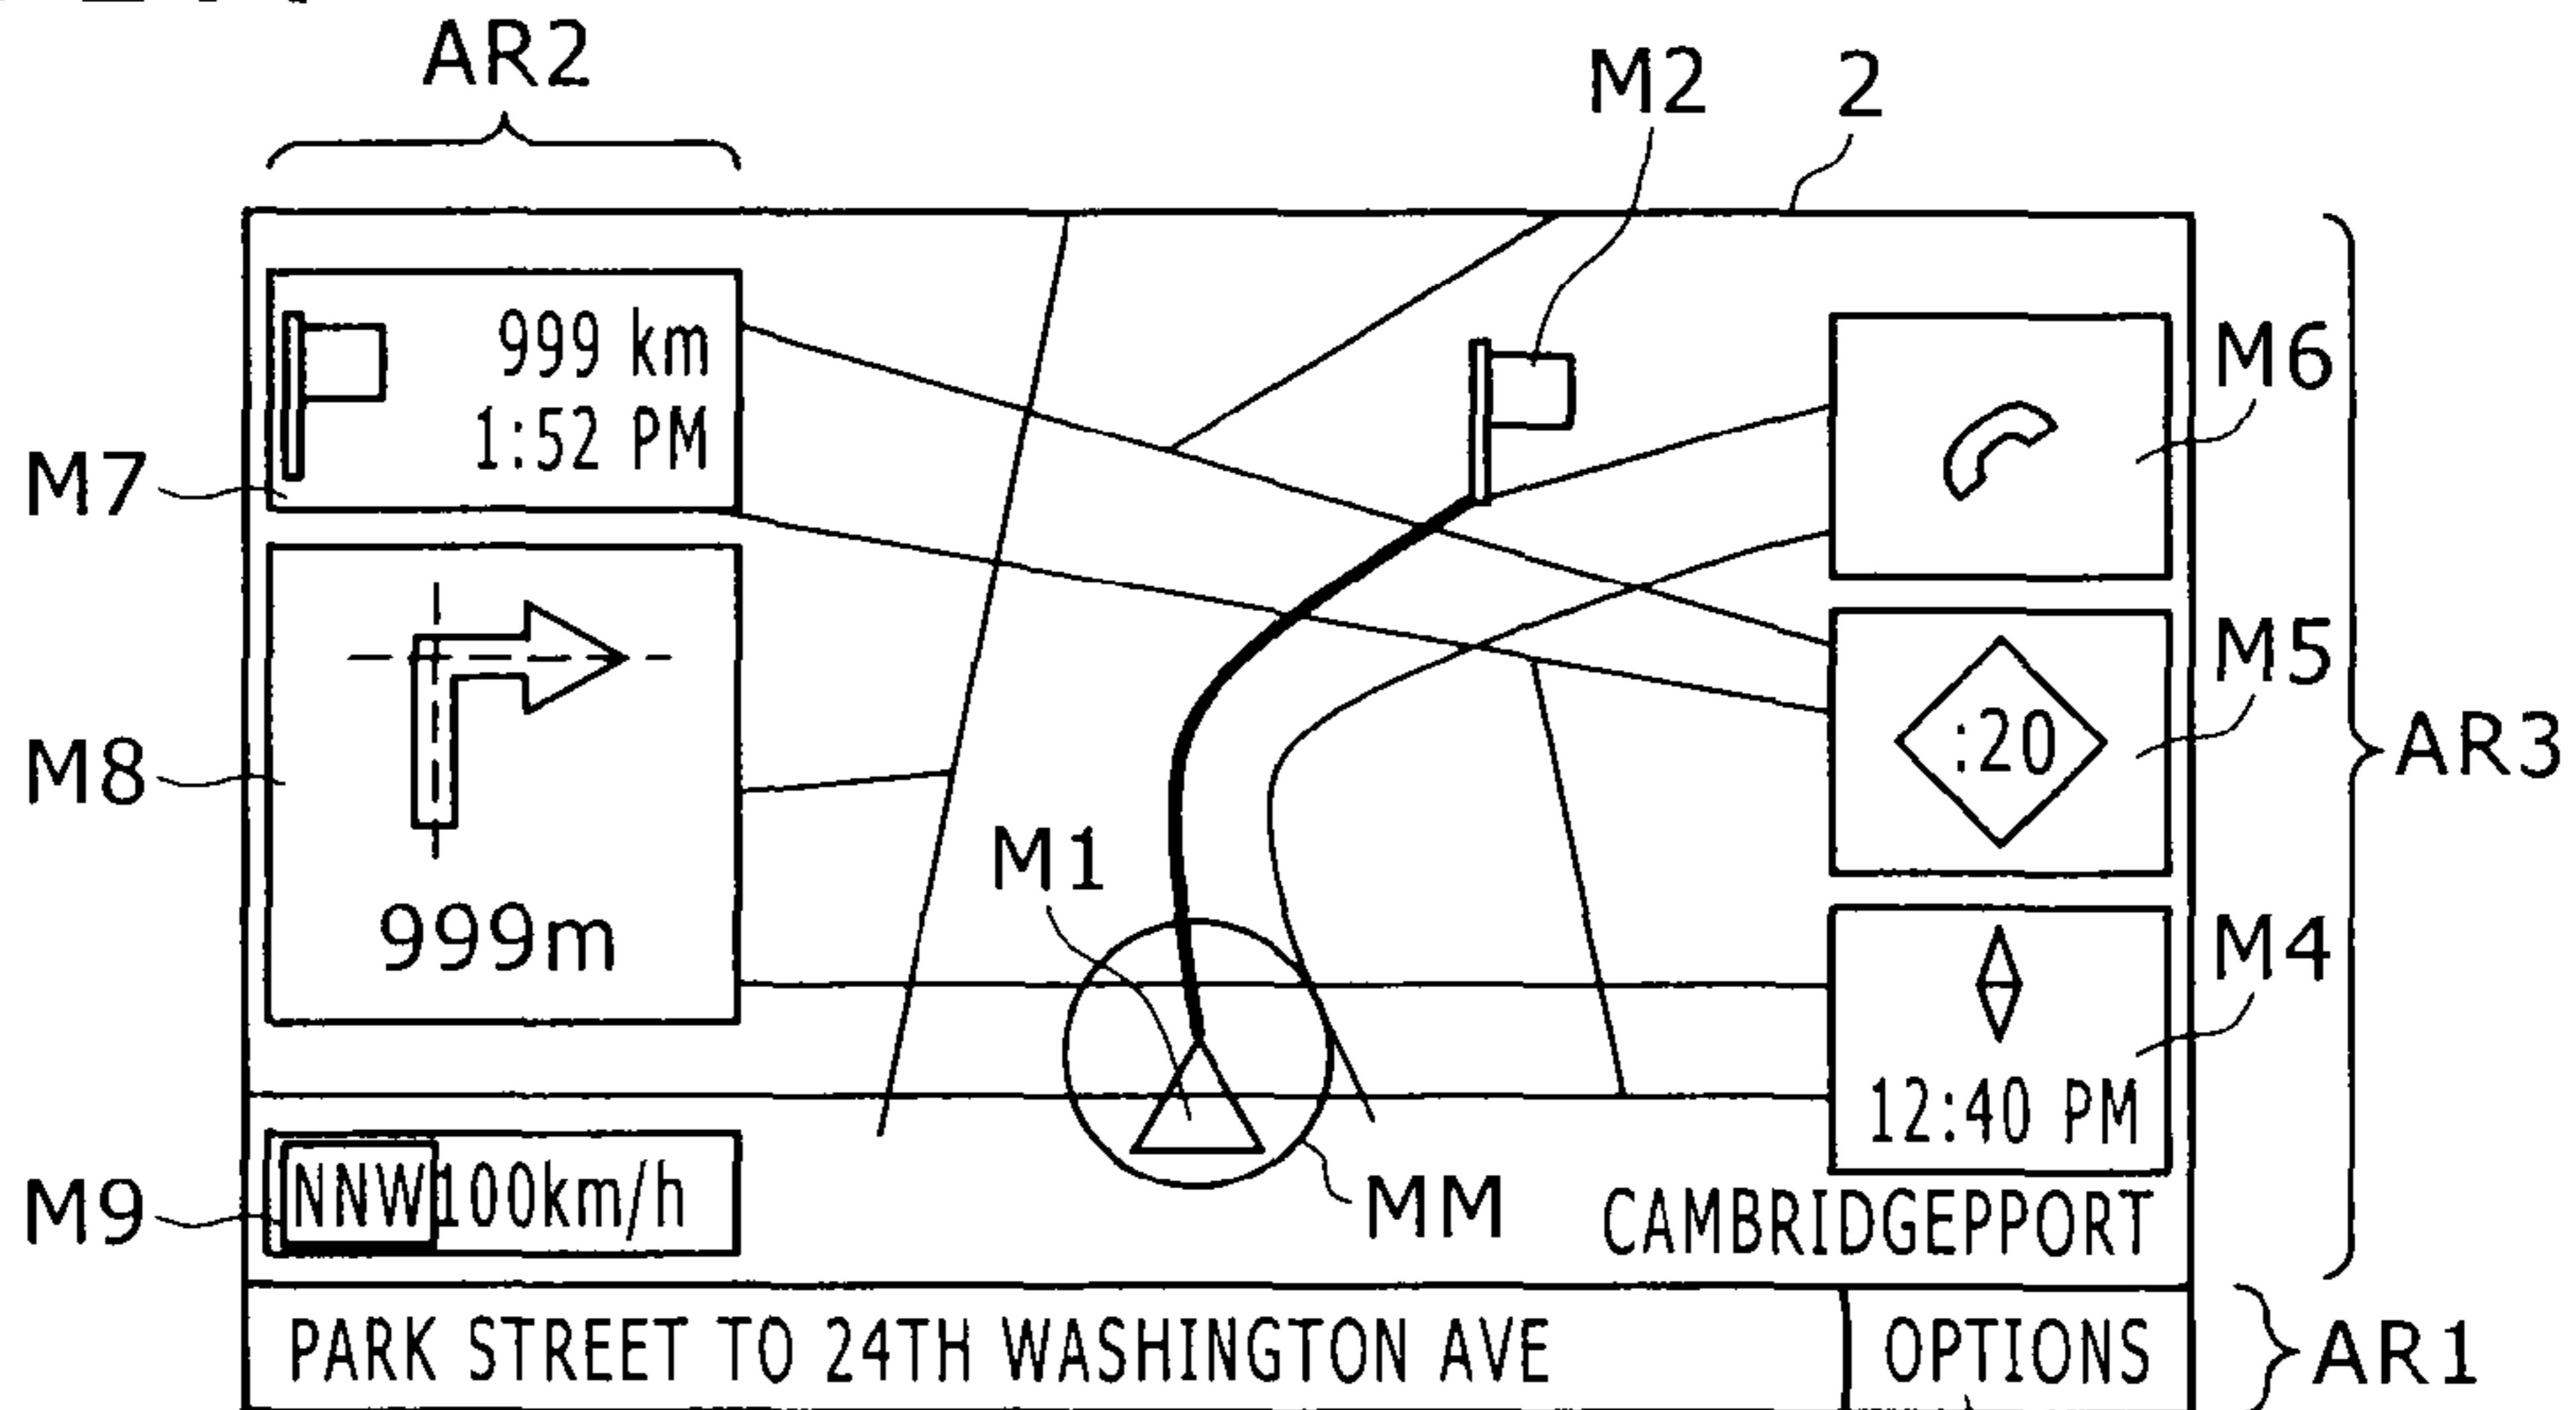 AR2
M2
2
999 km
1:52 PM
M7
M6
M5
:20
AR3
M8
999m
M1
M4
12:40 PM
M9
NNW 100km/h
MM
CAMBRIDGEPPORT
PARK STREET TO 24TH WASHINGTON AVE
OPTIONS
AR1